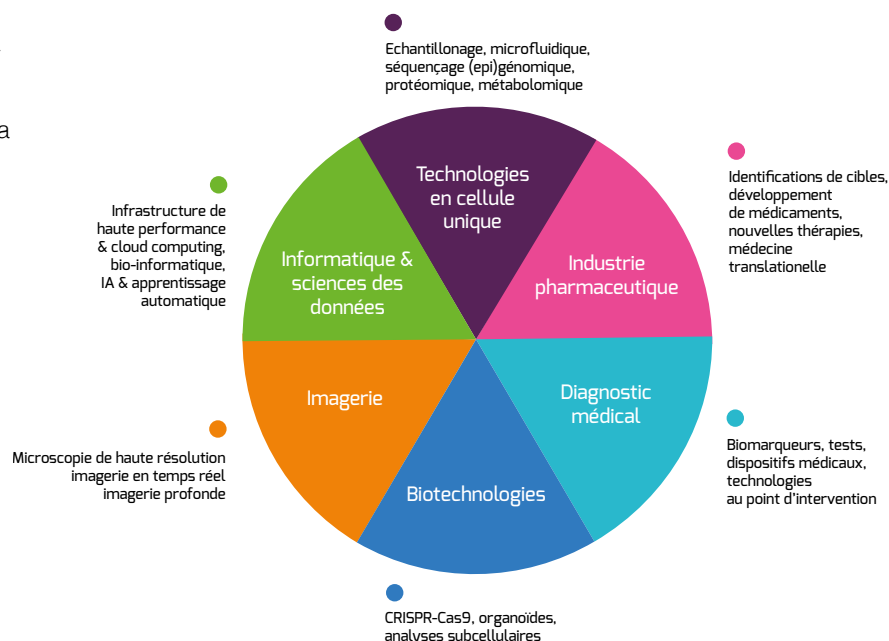 Echantillonage, microfluidique,
séquençage (epi)génomique,
protéomique, métabolomique
a
Technologies
en cellule
unique
Identifications de cibles,
développement
de médicaments,
nouvelles thérapies,
médecine
translationelle
Infrastructure de
haute performance
& cloud computing,
bio-informatique,
IA & apprentissage
automatique
Informatique &
sciences des
données
Industrie
pharmaceutique
Imagerie
Diagnostic
médical
Microscopie de haute résolution
imagerie en temps réel
imagerie profonde
Biomarqueurs, tests,
dispositifs médicaux,
technologies
au point d'intervention
Biotechnologies
CRISPR-Cas9, organoïdes,
analyses subcellulaires